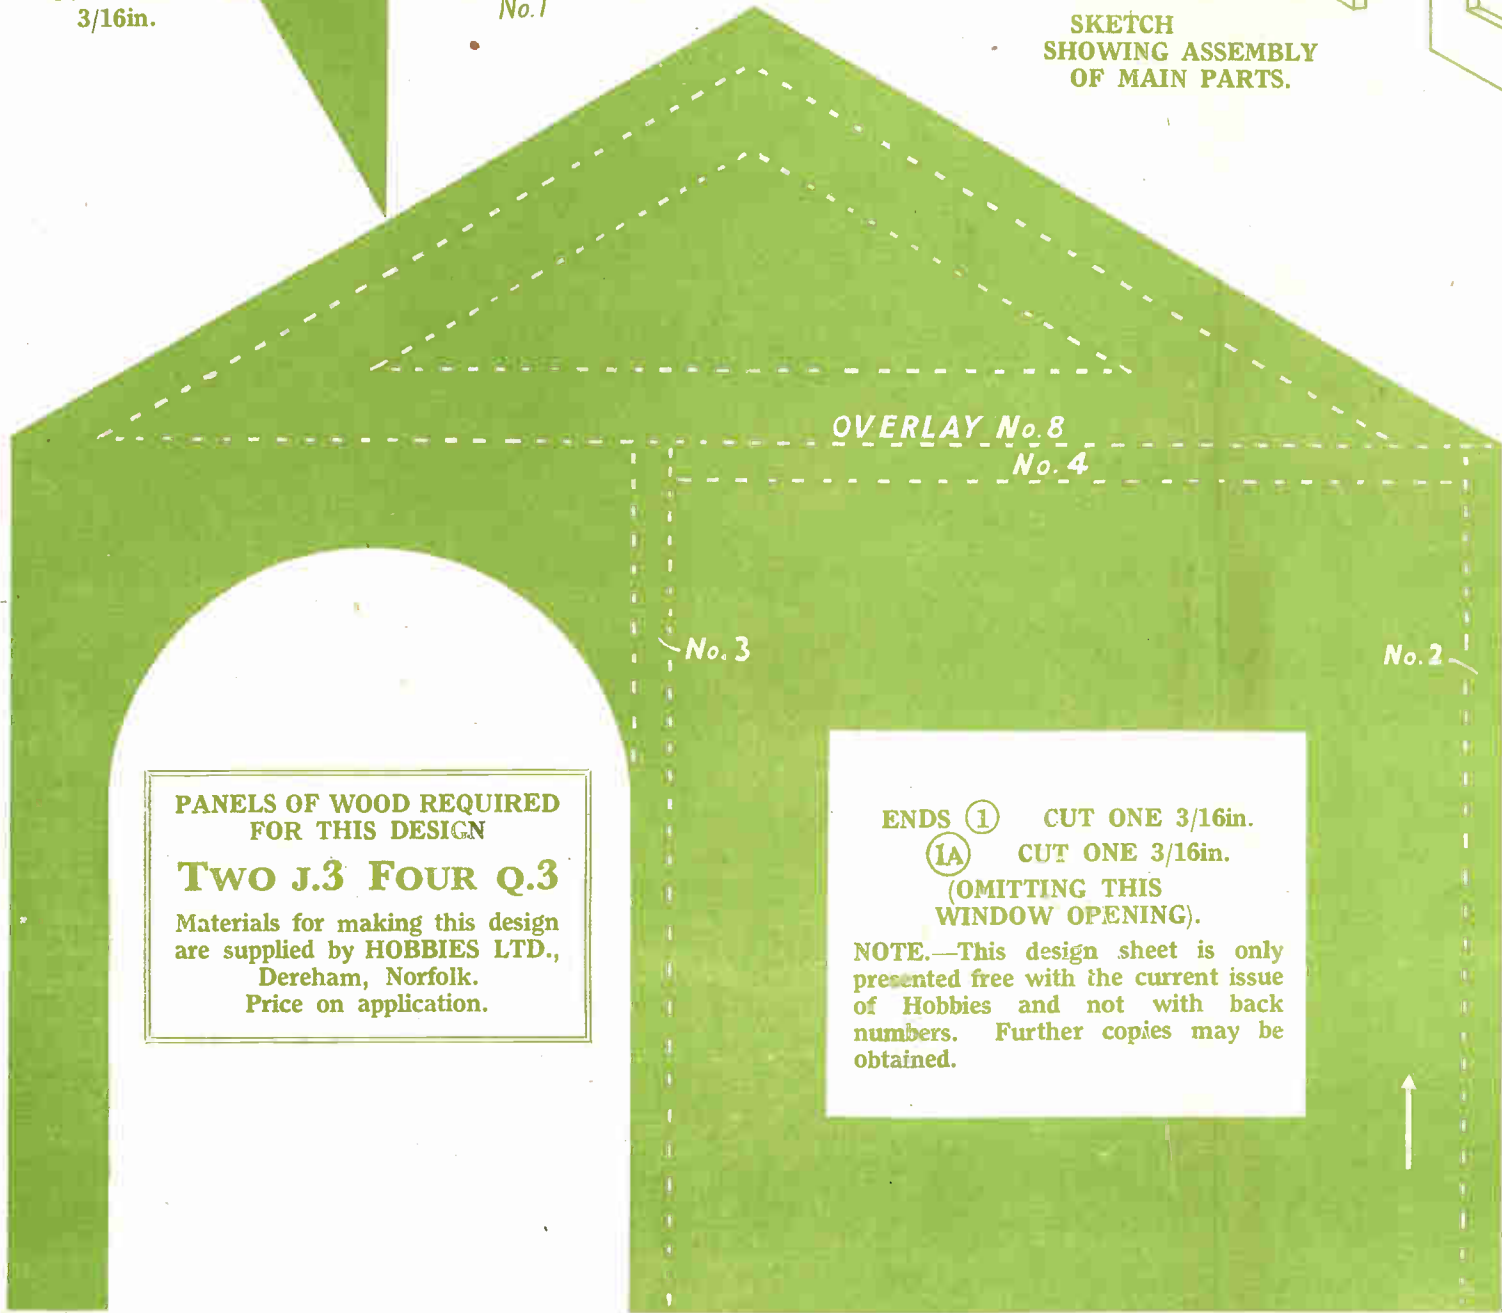 3/16in.
No.1
SKETCH
SHOWING ASSEMBLY
OF MAIN PARTS.
OVERLAY No.8
No.4
No.3
No.2
PANELS OF WOOD REQUIRED
FOR THIS DESIGN
TWO J.3 FOUR Q.3
Materials for making this design
are supplied by HOBBIES LTD.,
Dereham, Norfolk.
Price on application.
ENDS 1 CUT ONE 3/16in.
1A CUT ONE 3/16in.
(OMITTING THIS
WINDOW OPENING).
NOTE.—This design sheet is only
presented free with the current issue
of Hobbies and not with back
numbers. Further copies may be
obtained.